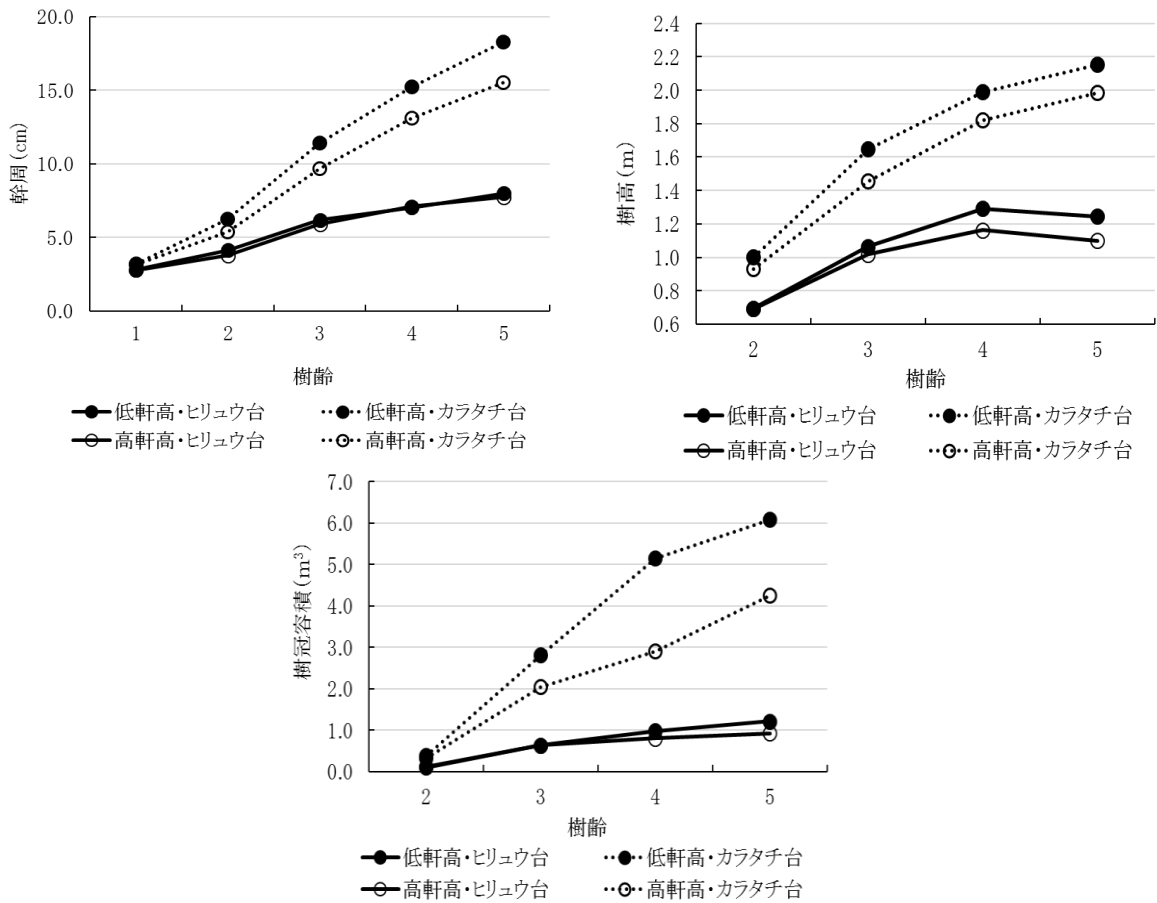 20.0
15.0
10.0
5.0
0.0
幹周(cm)
1 2 3 4 5
樹齢
低軒高・ヒリュウ台 低軒高・カラタチ台
高軒高・ヒリュウ台 高軒高・カラタチ台
2.4
2.2
2.0
1.8
1.6
1.4
1.2
1.0
0.8
0.6
樹高(m)
2 3 4 5
樹齢
低軒高・ヒリュウ台 低軒高・カラタチ台
高軒高・ヒリュウ台 高軒高・カラタチ台
7.0
6.0
5.0
4.0
3.0
2.0
1.0
0.0
樹冠容積(m³)
2 3 4 5
樹齢
低軒高・ヒリュウ台 低軒高・カラタチ台
高軒高・ヒリュウ台 高軒高・カラタチ台